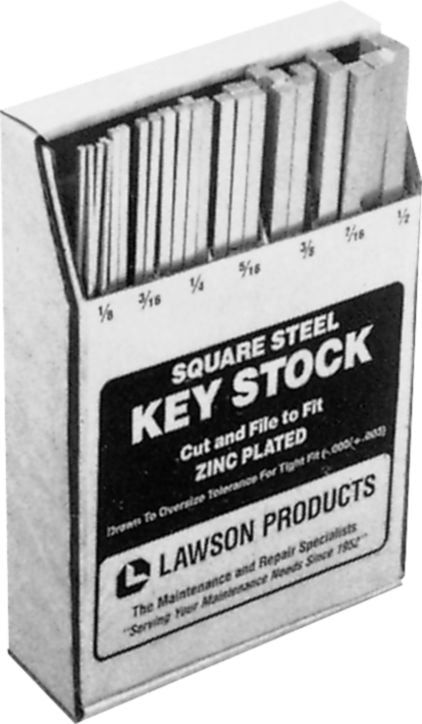 1/8 3/16 1/4 5/16 3/8 7/16 1/2
SQUARE STEEL
KEY STOCK
Cut and File to Fit
ZINC PLATED
Drawn To Oversize Tolerance For Tight Fit (-.000/+.003)
L LAWSON PRODUCTS
The Maintenance and Repair Specialists
"Serving Your Maintenance Needs Since 1952"